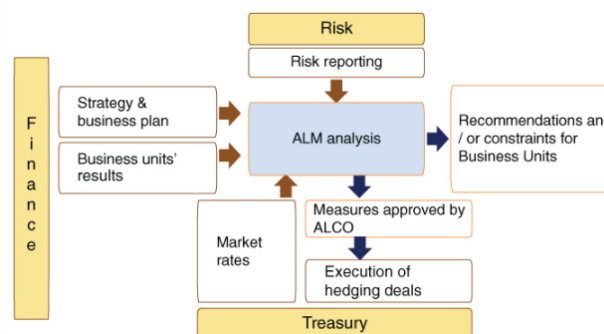 Risk
Risk reporting
Finance
Strategy &
business plan
Business units'
results
ALM analysis
Recommendations an
/ or constraints for
Business Units
Market
rates
Measures approved by
ALCO
Execution of
hedging deals
Treasury